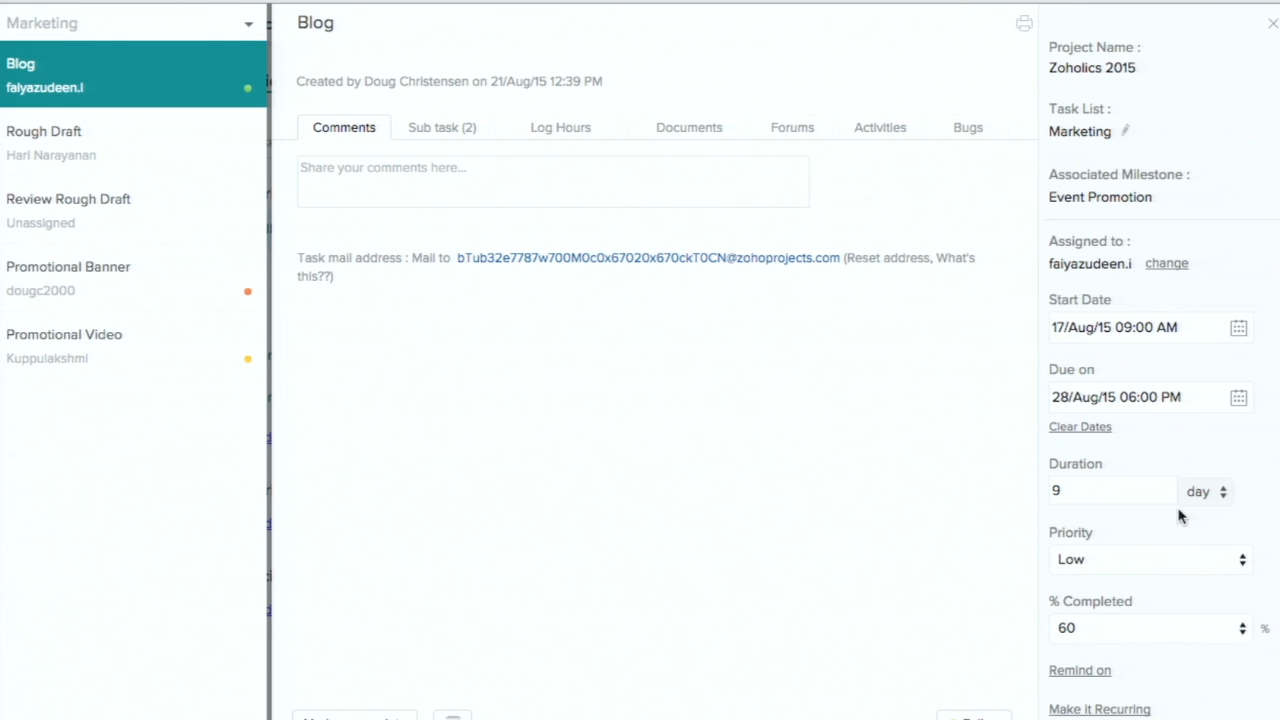 Marketing
Blog
faiyazudeen.i
Rough Draft
Hari Narayanan
Review Rough Draft
Unassigned
Promotional Banner
dougc2000
Promotional Video
Kuppulakshmi
Blog
Created by Doug Christensen on 21/Aug/15 12:39 PM
Comments Sub task (2) Log Hours Documents Forums Activities Bugs
Share your comments here...
Task mail address : Mail to bTub32e7787w700M0c0x67020x670ckT0CN@zohoprojects.com (Reset address, What's
this??)
Project Name :
Zoholics 2015
Task List :
Marketing
Associated Milestone :
Event Promotion
Assigned to :
faiyazudeen.i change
Start Date
17/Aug/15 09:00 AM
Due on
28/Aug/15 06:00 PM
Clear Dates
Duration
9 day
Priority
Low
% Completed
60 %
Remind on
Make it Recurring